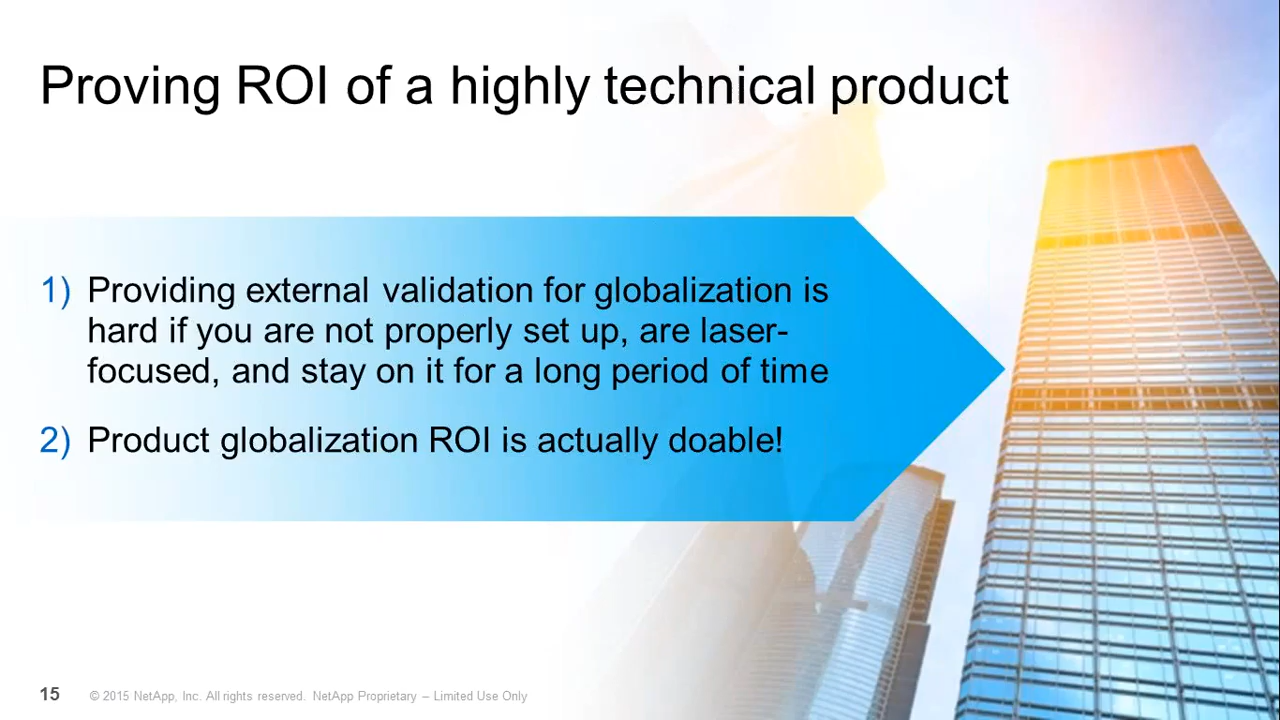 Proving ROI of a highly technical product
1) Providing external validation for globalization is
hard if you are not properly set up, are laser-
focused, and stay on it for a long period of time
2) Product globalization ROI is actually doable!
15 © 2015 NetApp, Inc. All rights reserved. NetApp Proprietary – Limited Use Only